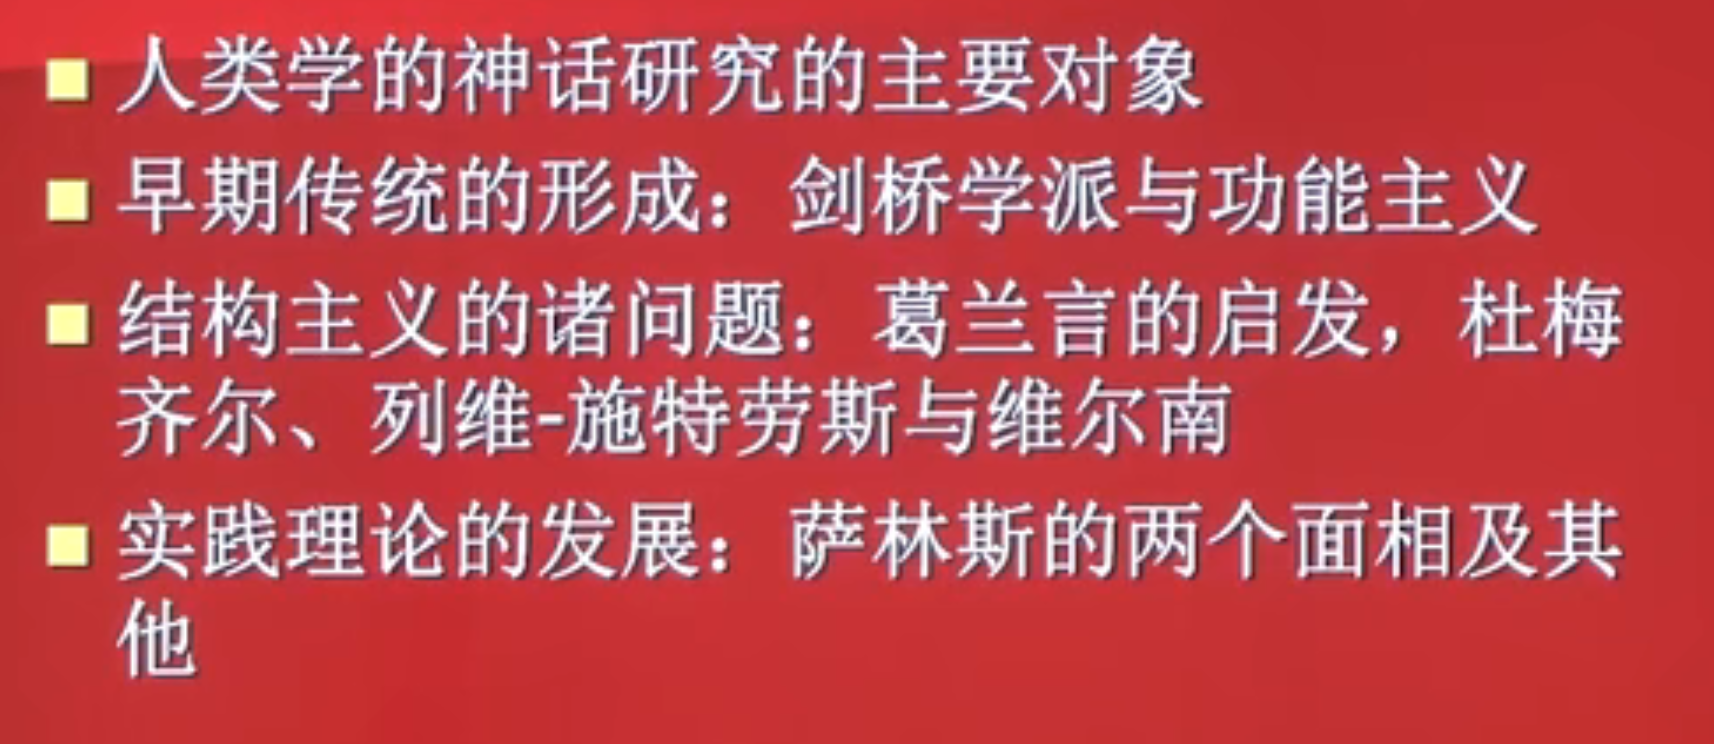 人类学的神话研究的主要对象
早期传统的形成：剑桥学派与功能主义
结构主义的诸问题：葛兰言的启发，杜梅
齐尔、列维-施特劳斯与维尔南
实践理论的发展：萨林斯的两个面相及其
他